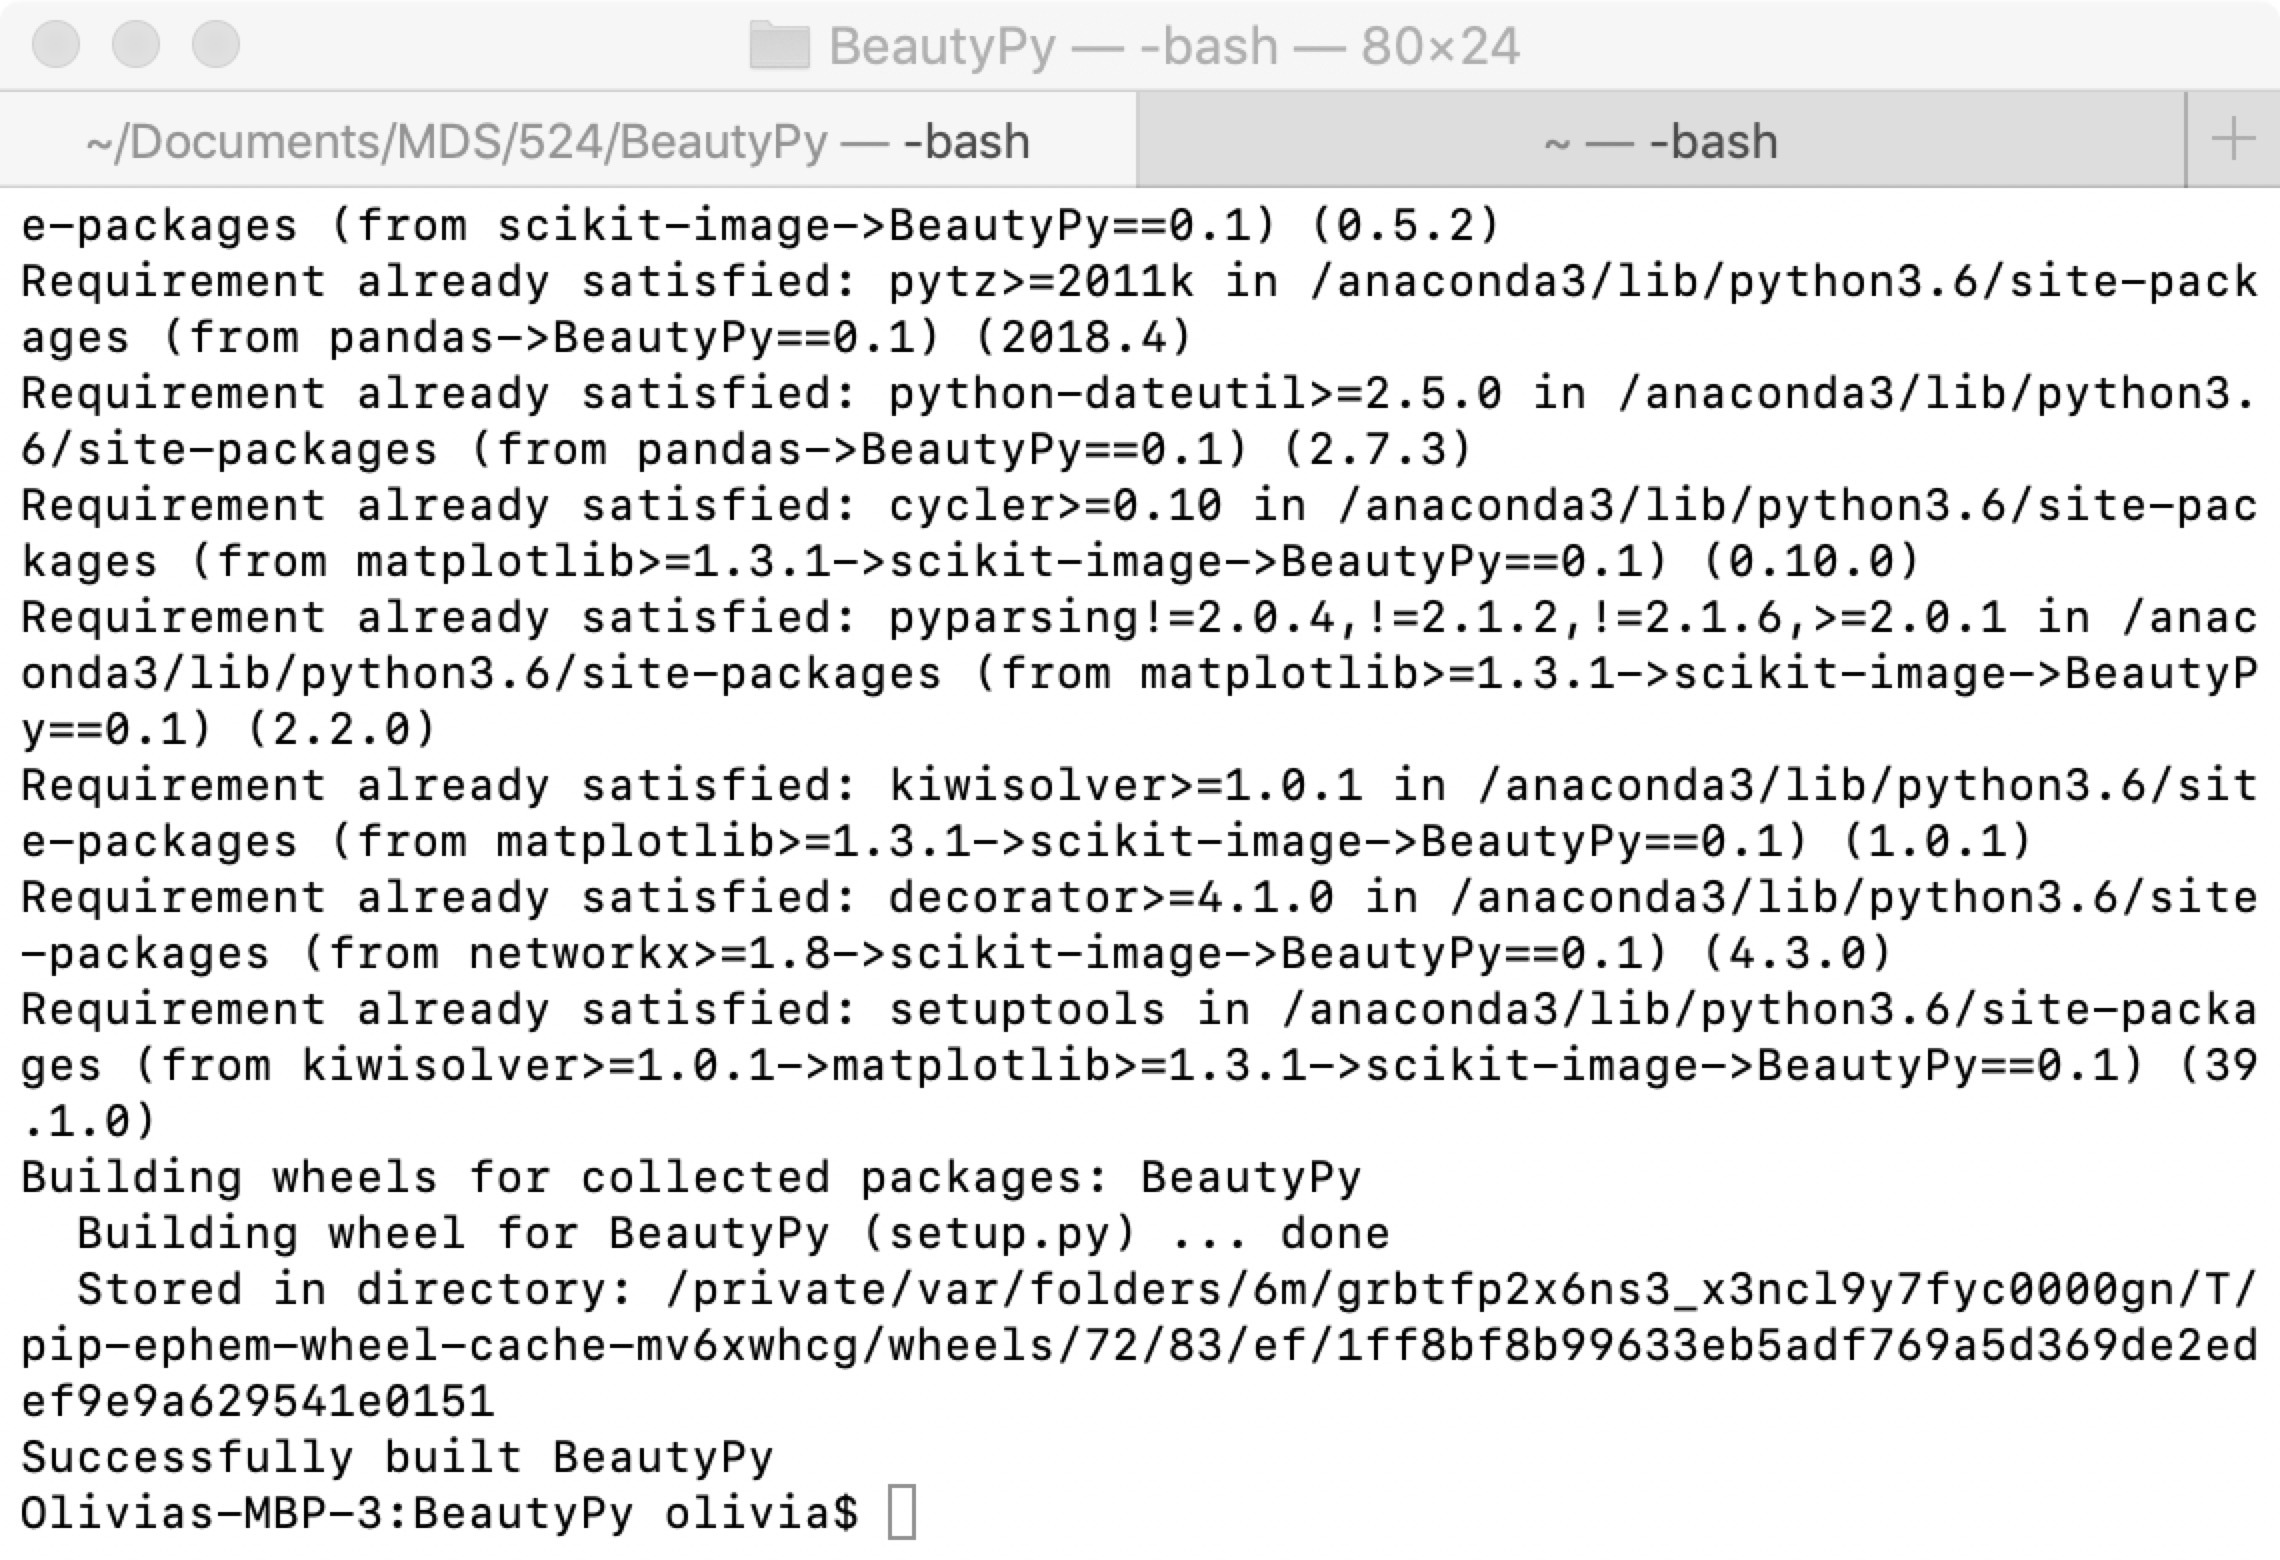 BeautyPy — -bash — 80×24
~/Documents/MDS/524/BeautyPy — -bash
~ — -bash
e-packages (from scikit-image->BeautyPy==0.1) (0.5.2)
Requirement already satisfied: pytz>=2011k in /anaconda3/lib/python3.6/site-pack
ages (from pandas->BeautyPy==0.1) (2018.4)
Requirement already satisfied: python-dateutil>=2.5.0 in /anaconda3/lib/python3.
6/site-packages (from pandas->BeautyPy==0.1) (2.7.3)
Requirement already satisfied: cycler>=0.10 in /anaconda3/lib/python3.6/site-pac
kages (from matplotlib>=1.3.1->scikit-image->BeautyPy==0.1) (0.10.0)
Requirement already satisfied: pyparsing!=2.0.4,!=2.1.2,!=2.1.6,>=2.0.1 in /anac
onda3/lib/python3.6/site-packages (from matplotlib>=1.3.1->scikit-image->BeautyP
y==0.1) (2.2.0)
Requirement already satisfied: kiwisolver>=1.0.1 in /anaconda3/lib/python3.6/sit
e-packages (from matplotlib>=1.3.1->scikit-image->BeautyPy==0.1) (1.0.1)
Requirement already satisfied: decorator>=4.1.0 in /anaconda3/lib/python3.6/site
-packages (from networkx>=1.8->scikit-image->BeautyPy==0.1) (4.3.0)
Requirement already satisfied: setuptools in /anaconda3/lib/python3.6/site-packa
ges (from kiwisolver>=1.0.1->matplotlib>=1.3.1->scikit-image->BeautyPy==0.1) (39
.1.0)
Building wheels for collected packages: BeautyPy
  Building wheel for BeautyPy (setup.py) ... done
  Stored in directory: /private/var/folders/6m/grbtfp2x6ns3_x3ncl9y7fyc0000gn/T/
pip-ephem-wheel-cache-mv6xwhcg/wheels/72/83/ef/1ff8bf8b99633eb5adf769a5d369de2ed
ef9e9a629541e0151
Successfully built BeautyPy
Olivias-MBP-3:BeautyPy olivia$